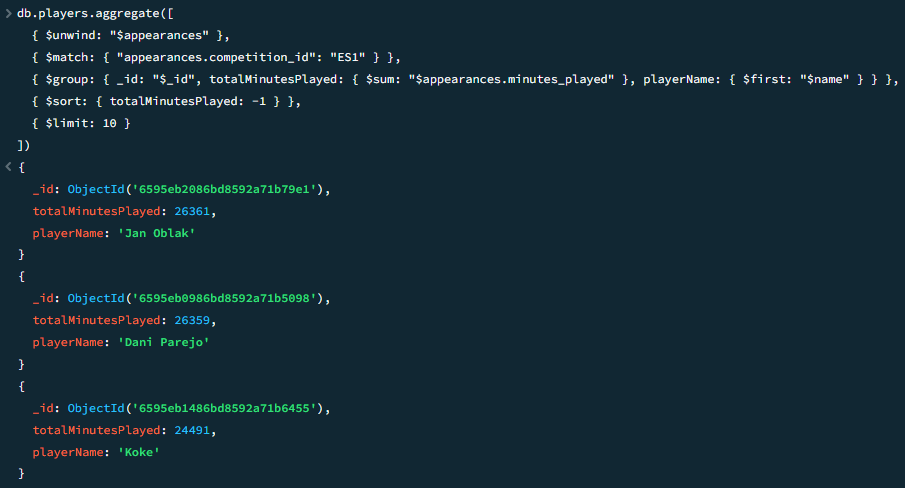 db.players.aggregate([
{ $unwind: "$appearances" },
{ $match: { "appearances.competition_id": "ES1" } },
{ $group: { _id: "$_id", totalMinutesPlayed: { $sum: "$appearances.minutes_played" }, playerName: { $first: "$name" } } },
{ $sort: { totalMinutesPlayed: -1 } },
{ $limit: 10 }
])
{
_id: ObjectId('6595eb2086bd8592a71b79e1'),
totalMinutesPlayed: 26361,
playerName: 'Jan Oblak'
}
{
_id: ObjectId('6595eb0986bd8592a71b5098'),
totalMinutesPlayed: 26359,
playerName: 'Dani Parejo'
}
{
_id: ObjectId('6595eb1486bd8592a71b6455'),
totalMinutesPlayed: 24491,
playerName: 'Koke'
}